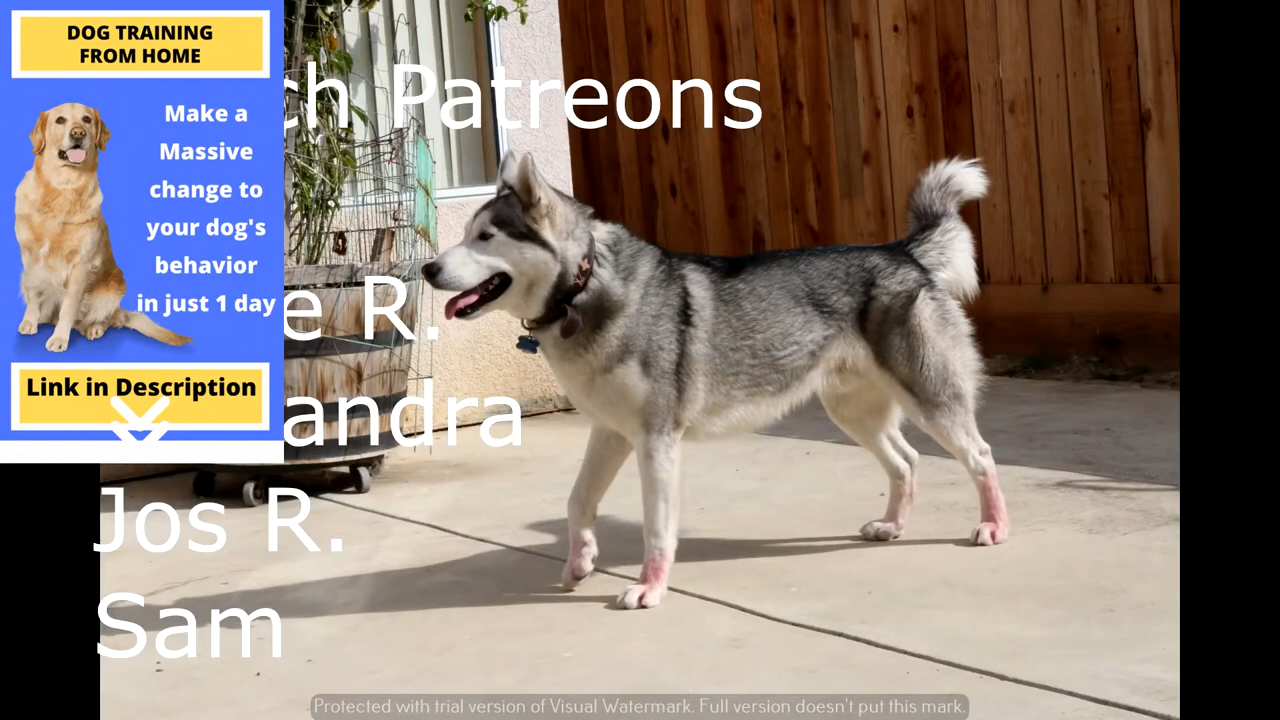 DOG TRAINING
FROM HOME
Make a
Massive
change to
your dog's
behavior
in just 1 day
Link in Description
ch Patreons
e R.
andra
Jos R.
Sam
Protected with trial version of Visual Watermark. Full version doesn't put this mark.